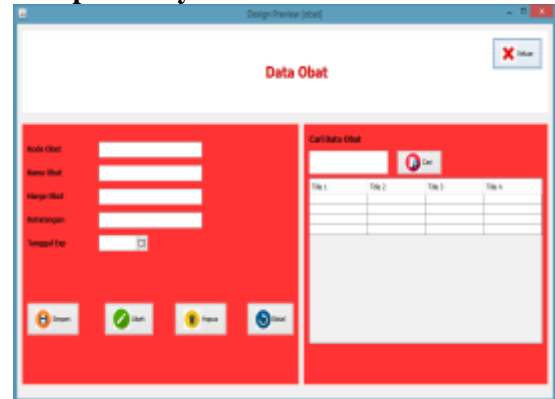 Design Preview [obat]
Keluar
Data Obat
Kode Obat
Nama Obat
Harga Obat
Keterangan
Tanggal Exp
Simpan
Ubah
Hapus
Batal
Cari Data Obat
Cari
Title 1 Title 2 Title 3 Title 4